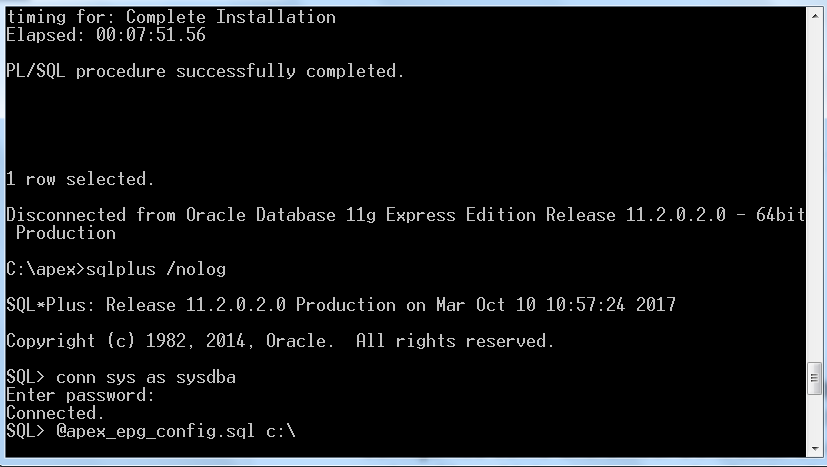 timing for: Complete Installation
Elapsed: 00:07:51.56
PL/SQL procedure successfully completed.
1 row selected.
Disconnected from Oracle Database 11g Express Edition Release 11.2.0.2.0 - 64bit
Production
C:\apex>sqlplus /nolog
SQL*Plus: Release 11.2.0.2.0 Production on Mar Oct 10 10:57:24 2017
Copyright (c) 1982, 2014, Oracle.  All rights reserved.
SQL> conn sys as sysdba
Enter password:
Connected.
SQL> @apex_epg_config.sql c:\